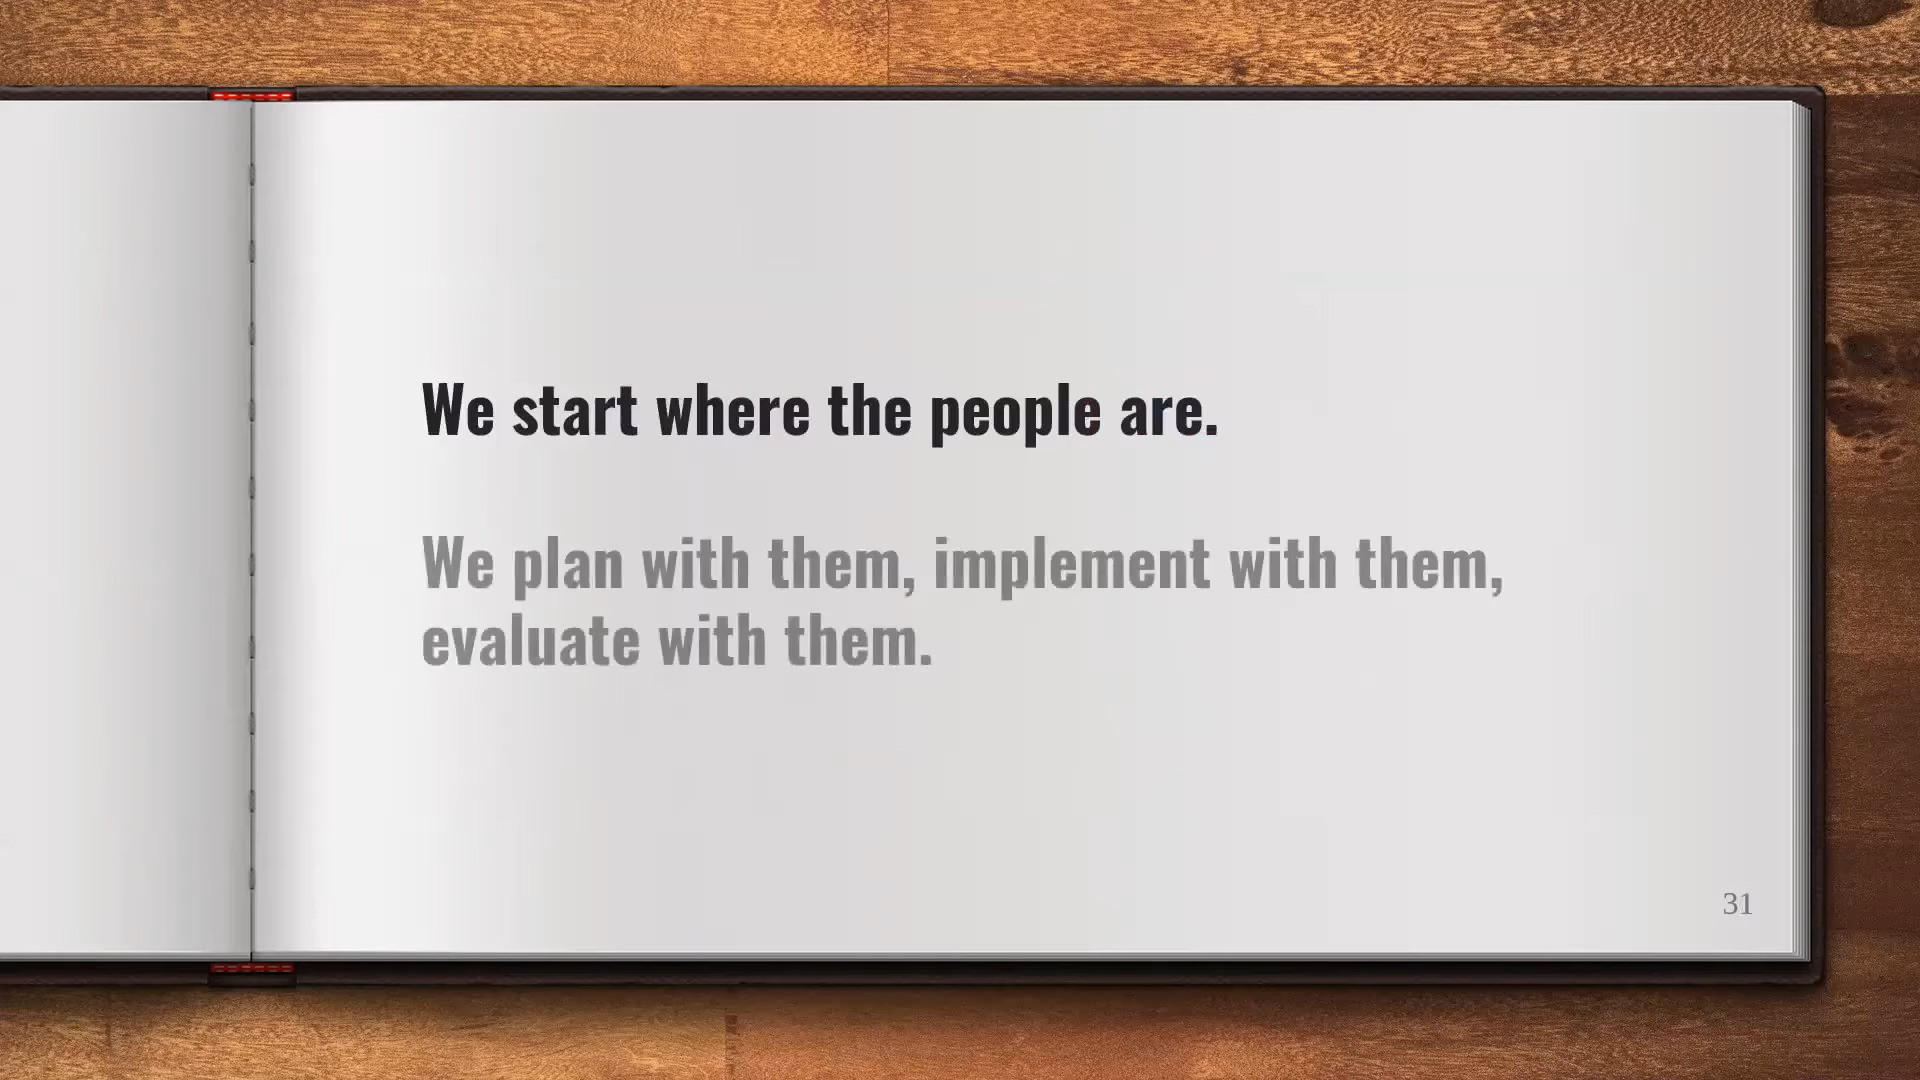 We start where the people are.
We plan with them, implement with them,
evaluate with them.
31